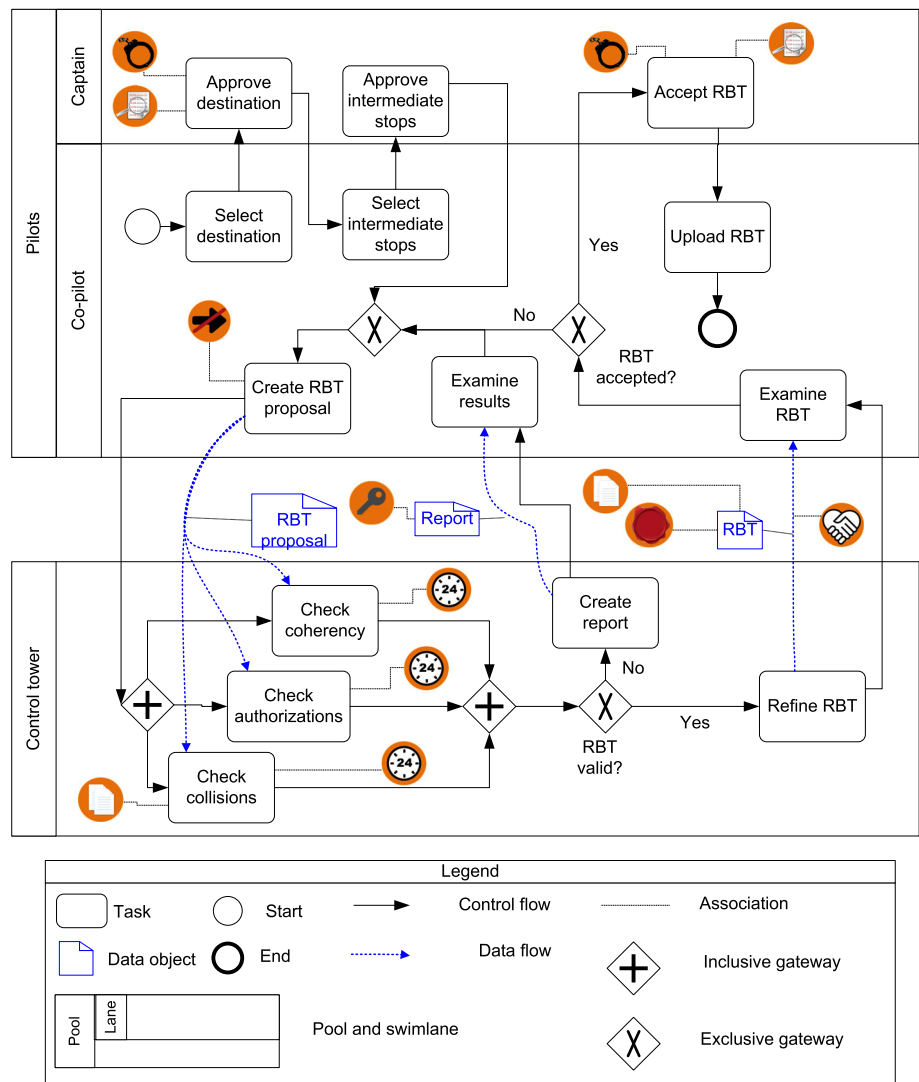 Pilots
Captain
Approve
destination
Approve
intermediate
stops
Accept RBT
Co-pilot
Select
destination
Select
intermediate
stops
Upload RBT
Yes
No
RBT
accepted?
Create RBT
proposal
Examine
results
Examine
RBT
RBT
proposal
Report
RBT
Control tower
Check
coherency
24
Check
authorizations
24
Check
collisions
24
Create
report
No
RBT
valid?
Yes
Refine RBT
Legend
Task
Start
Control flow
Association
Data object
End
Data flow
Inclusive gateway
Pool
Lane
Pool and swimlane
Exclusive gateway